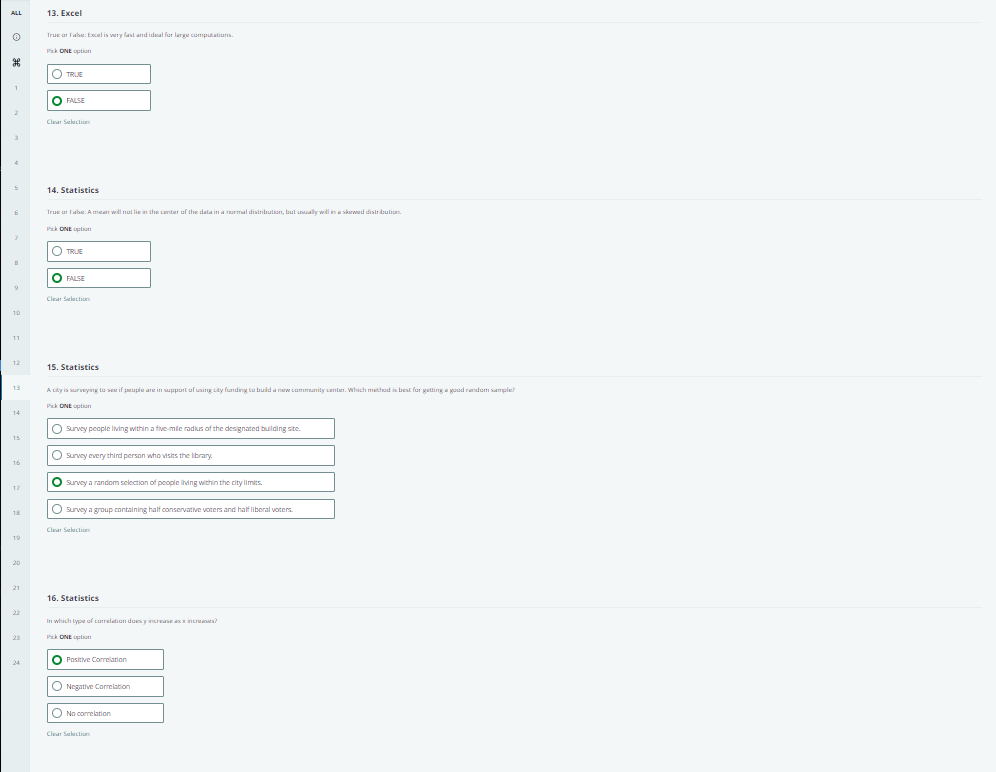 ALL
1
2
3
4
5
6
7
8
9
10
11
12
13
14
15
16
17
18
19
20
21
22
23
24
13. Excel
True or False: Excel is very fast and ideal for large computations.
Pick ONE option
TRUE
FALSE
Clear Selection
14. Statistics
True or False: A mean will not lie in the center of the data in a normal distribution, but usually will in a skewed distribution.
Pick ONE option
TRUE
FALSE
Clear Selection
15. Statistics
A city is surveying to see if people are in support of using city funding to build a new community center. Which method is best for getting a good random sample?
Pick ONE option
Survey people living within a five-mile radius of the designated building site.
Survey every third person who visits the library.
Survey a random selection of people living within the city limits.
Survey a group containing half conservative voters and half liberal voters.
Clear Selection
16. Statistics
In which type of correlation does y increase as x increases?
Pick ONE option
Positive Correlation
Negative Correlation
No correlation
Clear Selection